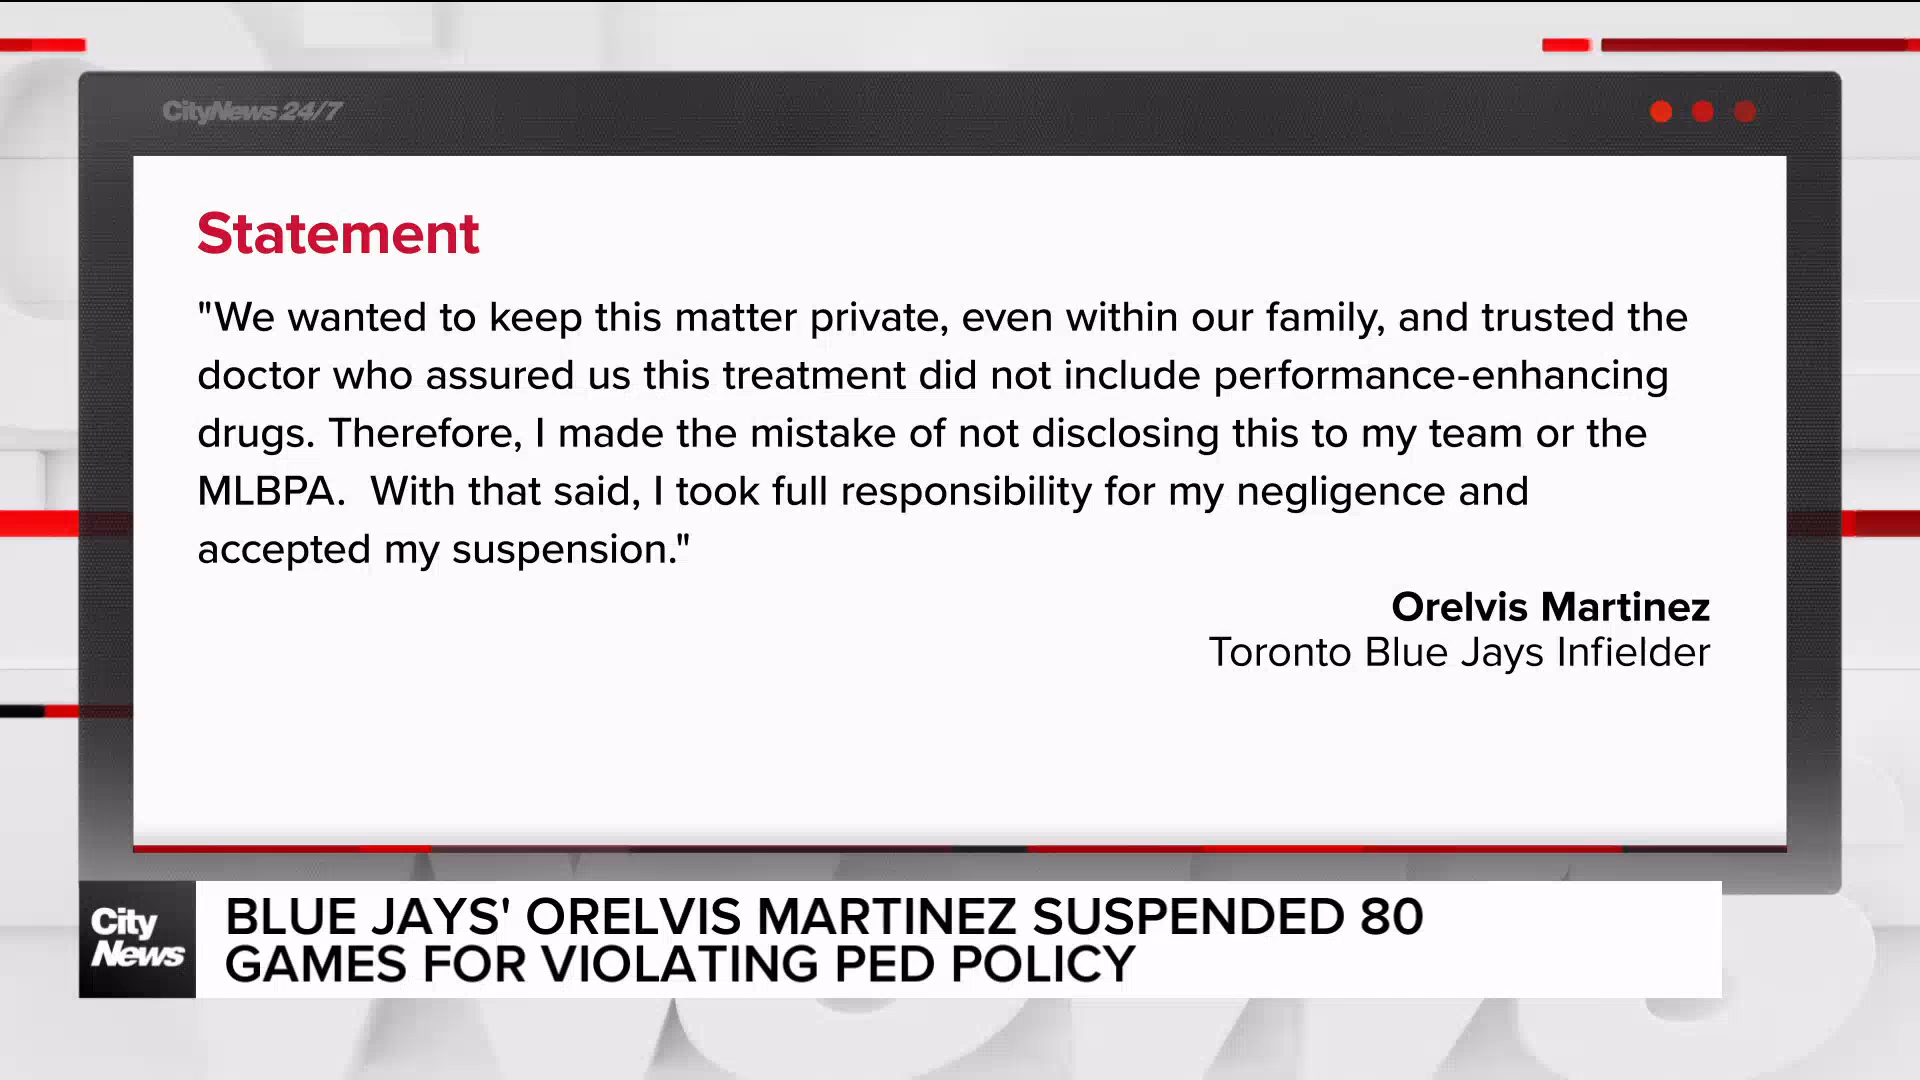 CityNews 24/7
Statement
"We wanted to keep this matter private, even within our family, and trusted the
doctor who assured us this treatment did not include performance-enhancing
drugs. Therefore, I made the mistake of not disclosing this to my team or the
MLBPA.  With that said, I took full responsibility for my negligence and
accepted my suspension."
Orelvis Martinez
Toronto Blue Jays Infielder
City
News
BLUE JAYS' ORELVIS MARTINEZ SUSPENDED 80
GAMES FOR VIOLATING PED POLICY